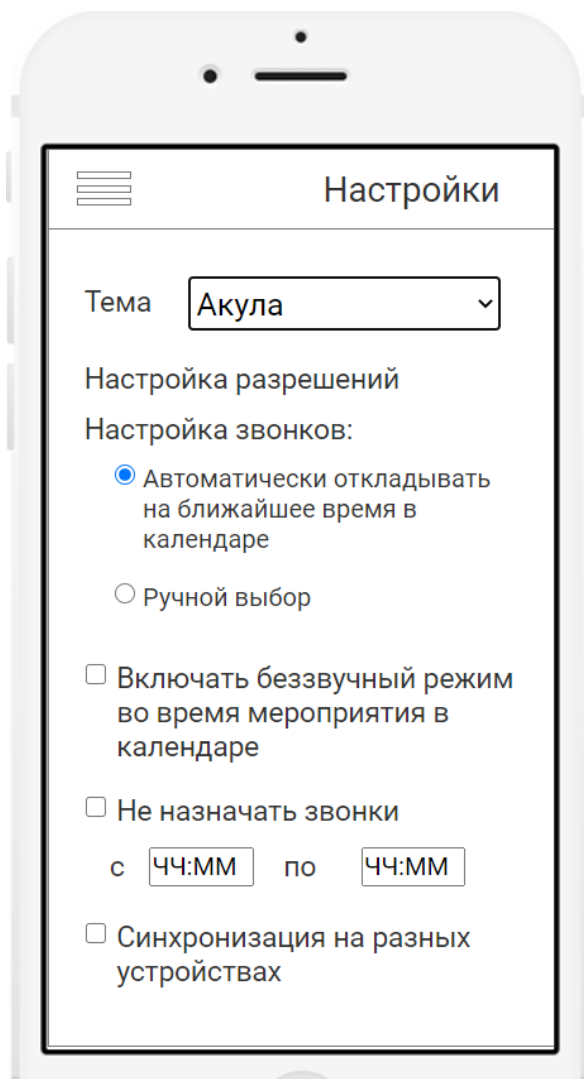 Настройки
Тема
Акула
Настройка разрешений
Настройка звонков:
Автоматически откладывать
на ближайшее время в
календаре
Ручной выбор
Включать беззвучный режим
во время мероприятия в
календаре
Не назначать звонки
с ЧЧ:ММ по ЧЧ:ММ
Синхронизация на разных
устройствах